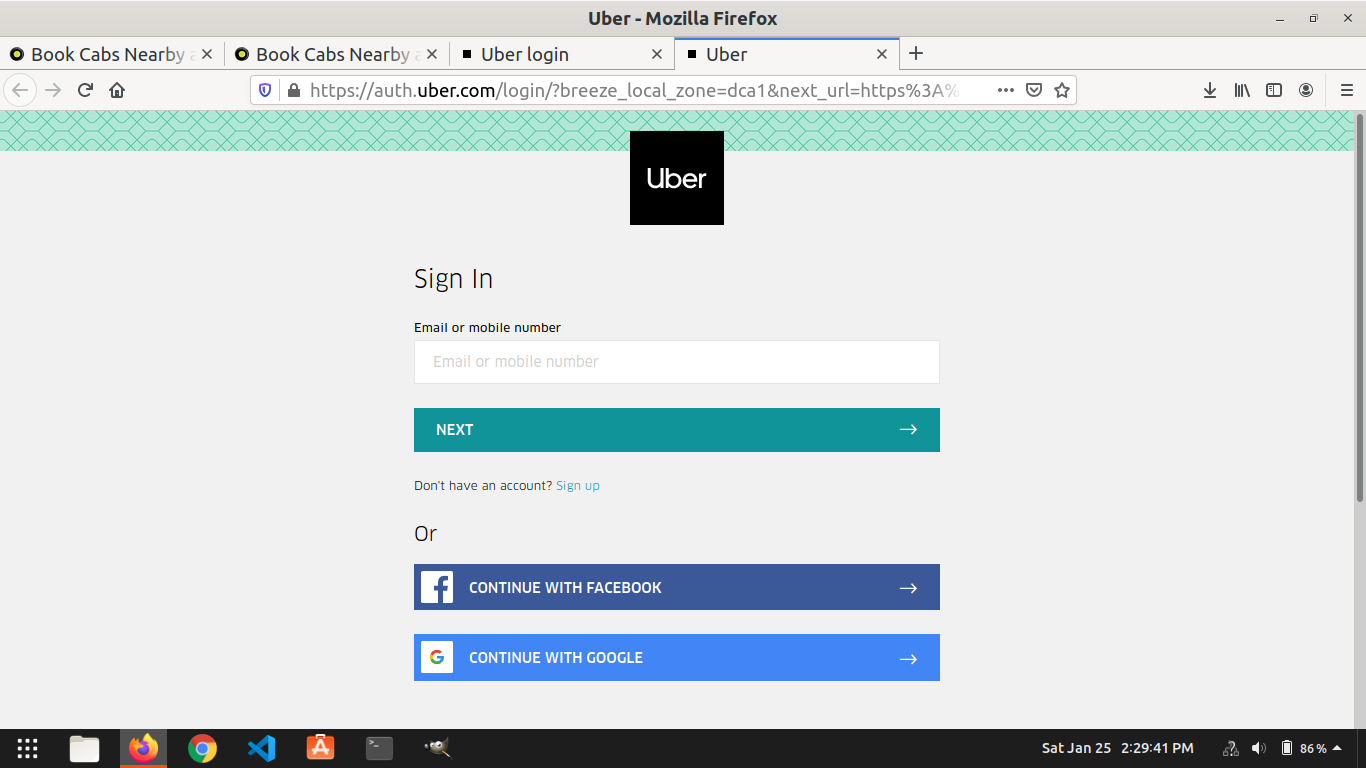 Uber - Mozilla Firefox
Book Cabs Nearby a
Book Cabs Nearby a
Uber login
Uber
https://auth.uber.com/login/?breeze_local_zone=dca1&next_url=https%3A%
Uber
Sign In
Email or mobile number
Email or mobile number
NEXT
Don't have an account? Sign up
Or
CONTINUE WITH FACEBOOK
CONTINUE WITH GOOGLE
Sat Jan 25 2:29:41 PM
86%